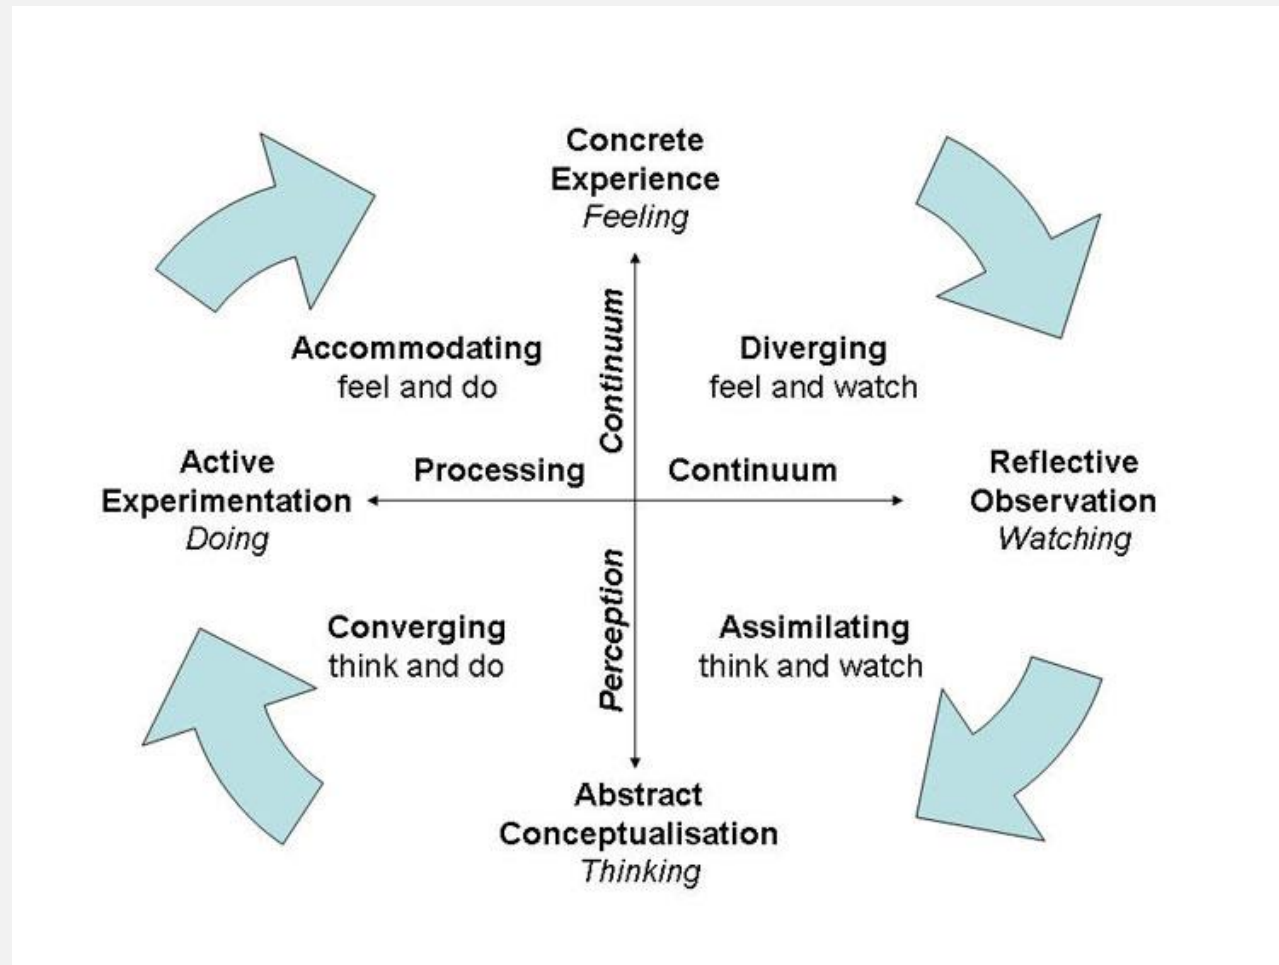 Concrete
Experience
Feeling
Continuum
Accommodating
feel and do
Diverging
feel and watch
Active
Experimentation
Doing
Processing
Continuum
Reflective
Observation
Watching
Perception
Converging
think and do
Assimilating
think and watch
Abstract
Conceptualisation
Thinking